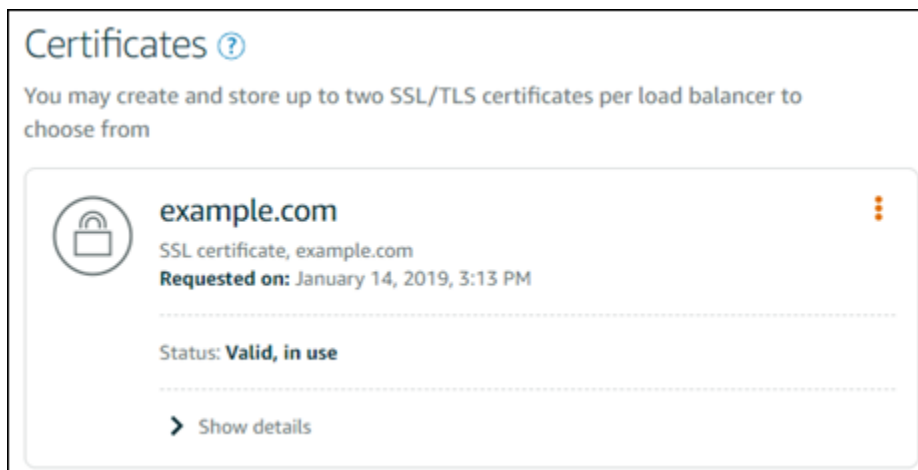 Certificates ?
You may create and store up to two SSL/TLS certificates per load balancer to
choose from
example.com
SSL certificate, example.com
Requested on: January 14, 2019, 3:13 PM
Status: Valid, in use
Show details